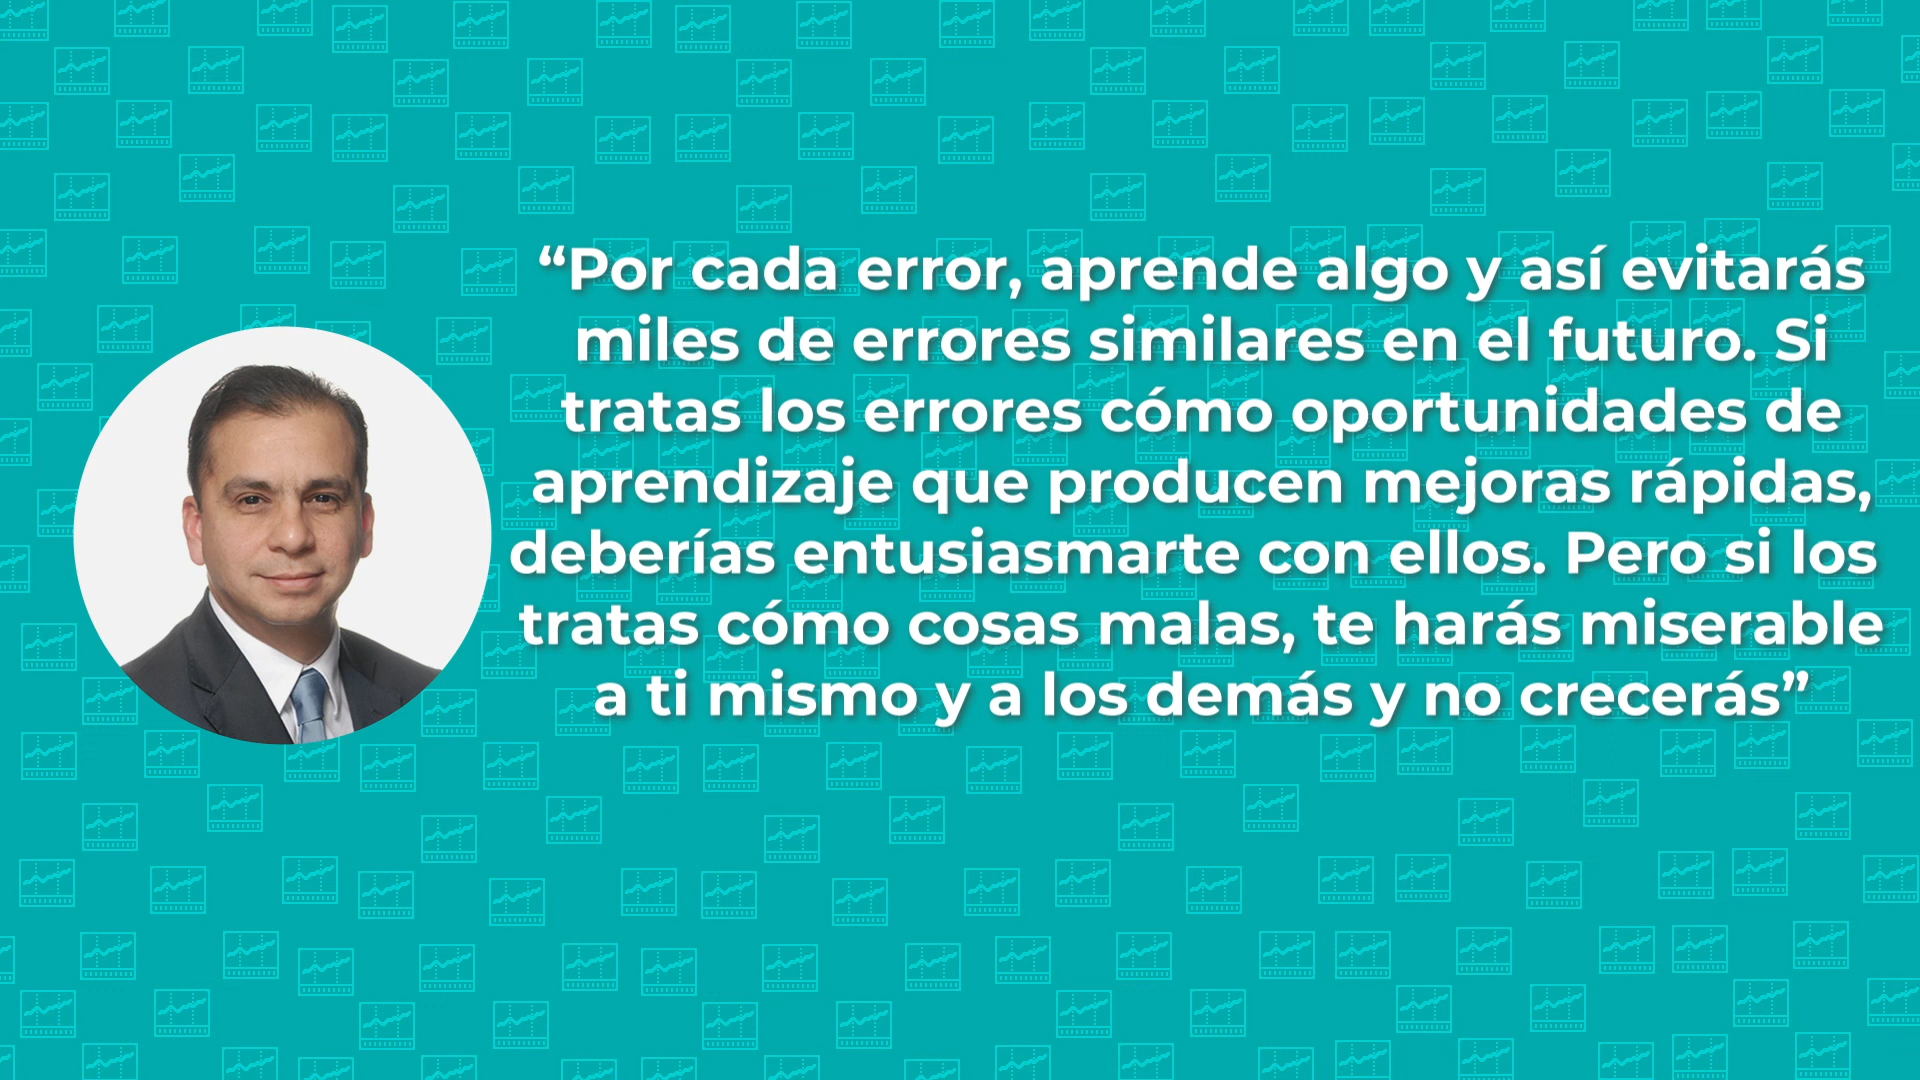 “Por cada error, aprende algo y así evitarás
miles de errores similares en el futuro. Si
tratas los errores cómo oportunidades de
aprendizaje que producen mejoras rápidas,
deberías entusiasmarte con ellos. Pero si los
tratas cómo cosas malas, te harás miserable
a ti mismo y a los demás y no crecerás”